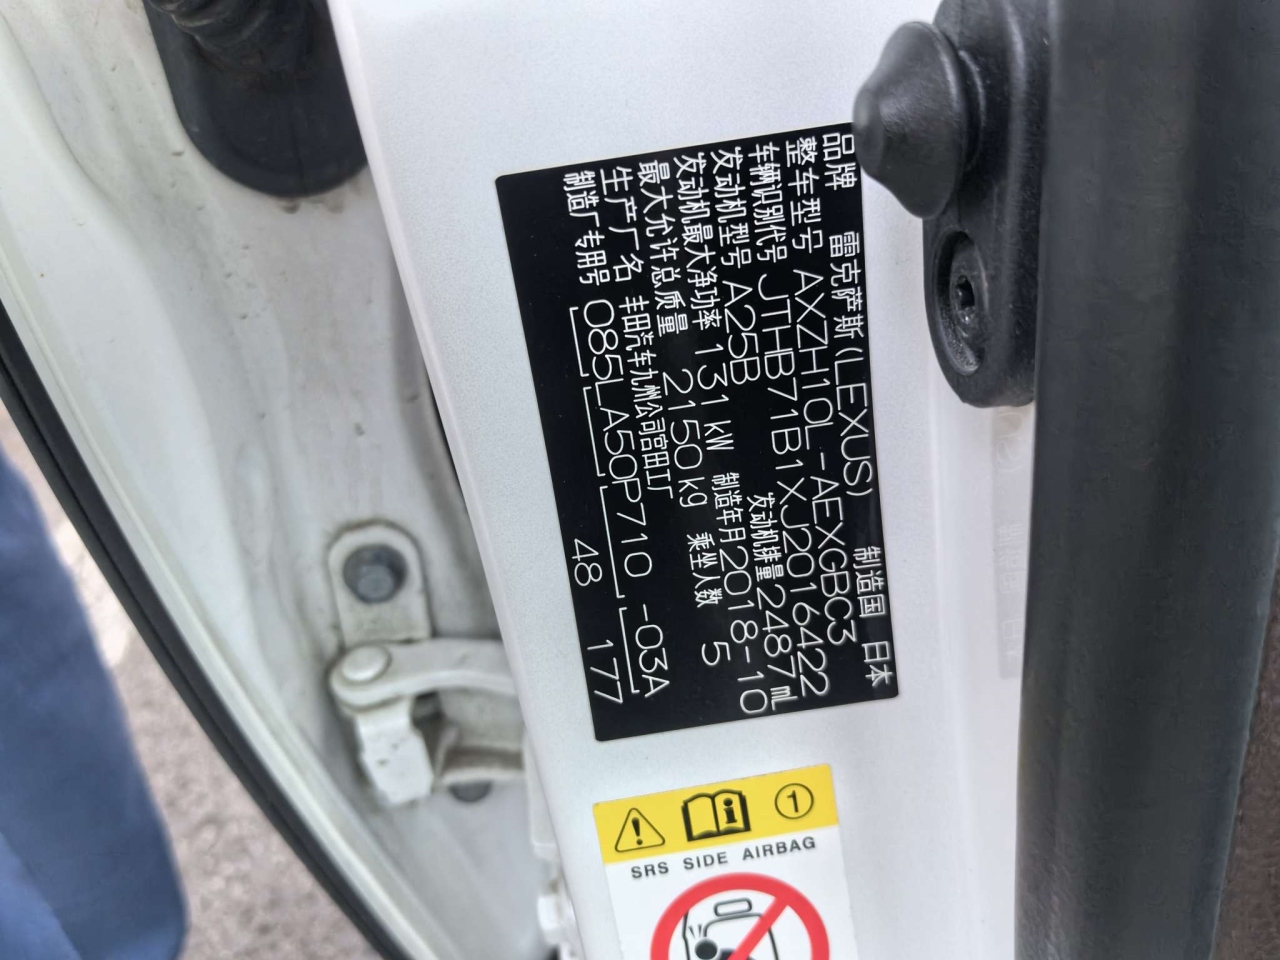 品牌 雷克萨斯(LEXUS) 制造国 日本
整车型号 AXZH10L-AEXGBC3
车辆识别代号 JTHB71B1XJ2016422
发动机型号 A25B 发动机排量 2487mL
发动机最大净功率 131kW 制造年月 2018-10
最大允许总质量 2150kg 乘坐人数 5
生产厂名 丰田汽车九州公司宫田工厂
制造厂专用号 085 LA50P710 -03A
48 177
1
SRS SIDE AIRBAG